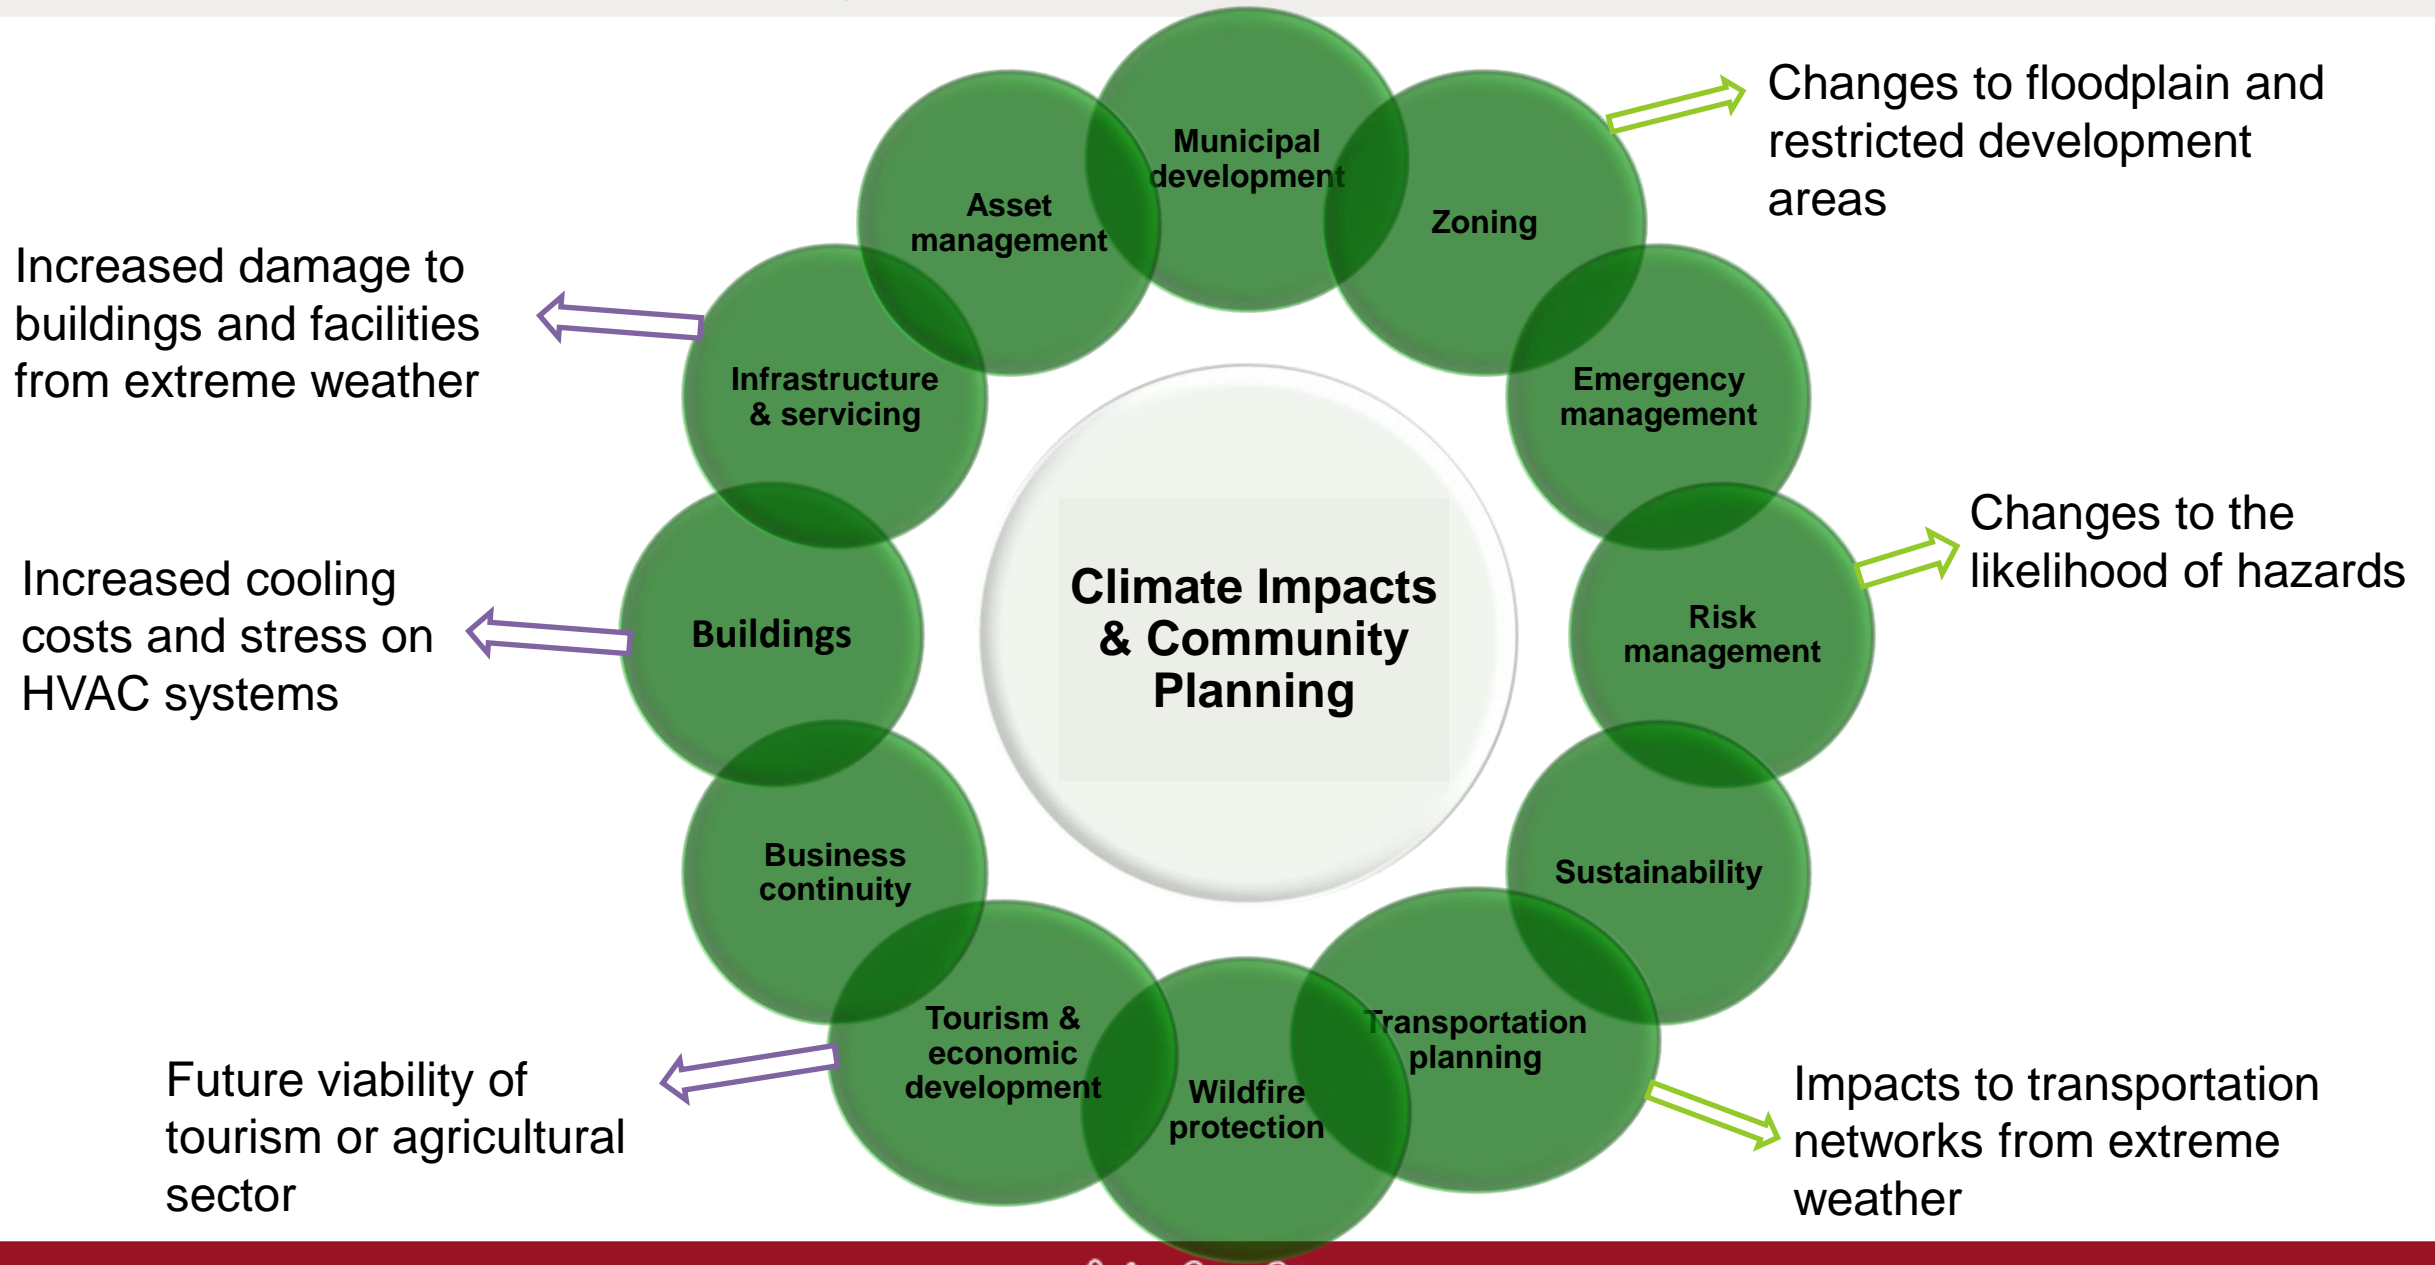 Municipal
development
Changes to floodplain and
restricted development
areas
Asset
management
Zoning
Increased damage to
buildings and facilities
from extreme weather
Infrastructure
& servicing
Emergency
management
Changes to the
likelihood of hazards
Climate Impacts
& Community
Planning
Increased cooling
costs and stress on
HVAC systems
Buildings
Risk
management
Business
continuity
Sustainability
Tourism &
economic
development
Transportation
planning
Wildfire
protection
Future viability of
tourism or agricultural
sector
Impacts to transportation
networks from extreme
weather